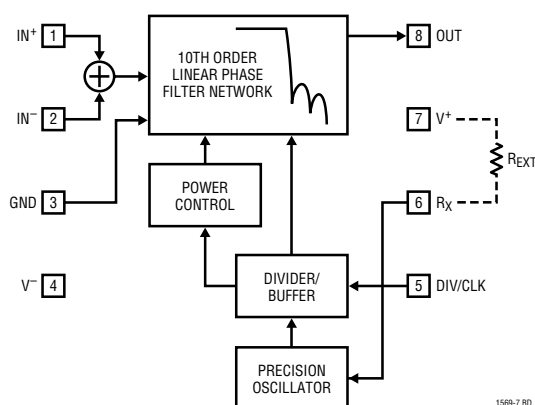 IN+ 1
IN− 2
GND 3
V− 4
10TH ORDER
LINEAR PHASE
FILTER NETWORK
POWER
CONTROL
DIVIDER/
BUFFER
PRECISION
OSCILLATOR
8 OUT
7 V+
REXT
6 RX
5 DIV/CLK
1569-7 BD